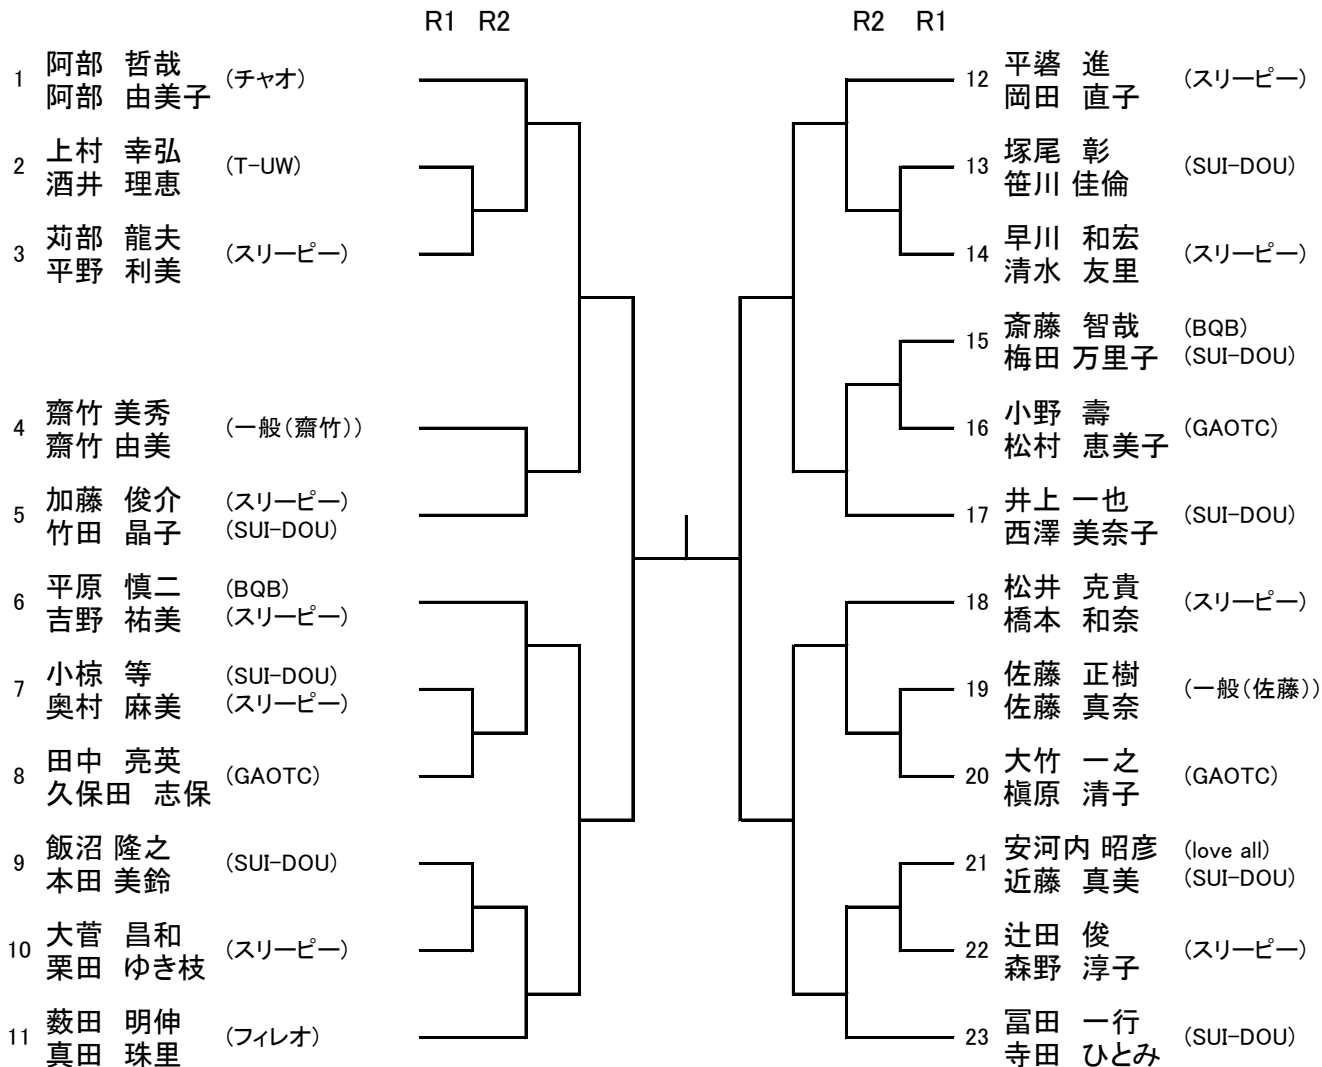 R1 R2
1 阿部 哲哉 (チャオ)
阿部 由美子
2 上村 幸弘 (T-UW)
酒井 理恵
3 苅部 龍夫 (スリーピー)
平野 利美
4 齋竹 美秀 (一般(齋竹))
齋竹 由美
5 加藤 俊介 (スリーピー)
竹田 晶子 (SUI-DOU)
6 平原 慎二 (BQB)
吉野 祐美 (スリーピー)
7 小椋 等 (SUI-DOU)
奥村 麻美 (スリーピー)
8 田中 亮英 (GAOTC)
久保田 志保
9 飯沼 隆之 (SUI-DOU)
本田 美鈴
10 大菅 昌和 (スリーピー)
栗田 ゆき枝
11 薮田 明伸 (フィレオ)
真田 珠里
R2 R1
12 平碆 進 (スリーピー)
岡田 直子
13 塚尾 彰 (SUI-DOU)
笹川 佳倫
14 早川 和宏 (スリーピー)
清水 友里
15 斎藤 智哉 (BQB)
梅田 万里子 (SUI-DOU)
16 小野 壽 (GAOTC)
松村 恵美子
17 井上 一也 (SUI-DOU)
西澤 美奈子
18 松井 克貴 (スリーピー)
橋本 和奈
19 佐藤 正樹 (一般(佐藤))
佐藤 真奈
20 大竹 一之 (GAOTC)
槇原 清子
21 安河内 昭彦 (love all)
近藤 真美 (SUI-DOU)
22 辻田 俊 (スリーピー)
森野 淳子
23 冨田 一行 (SUI-DOU)
寺田 ひとみ